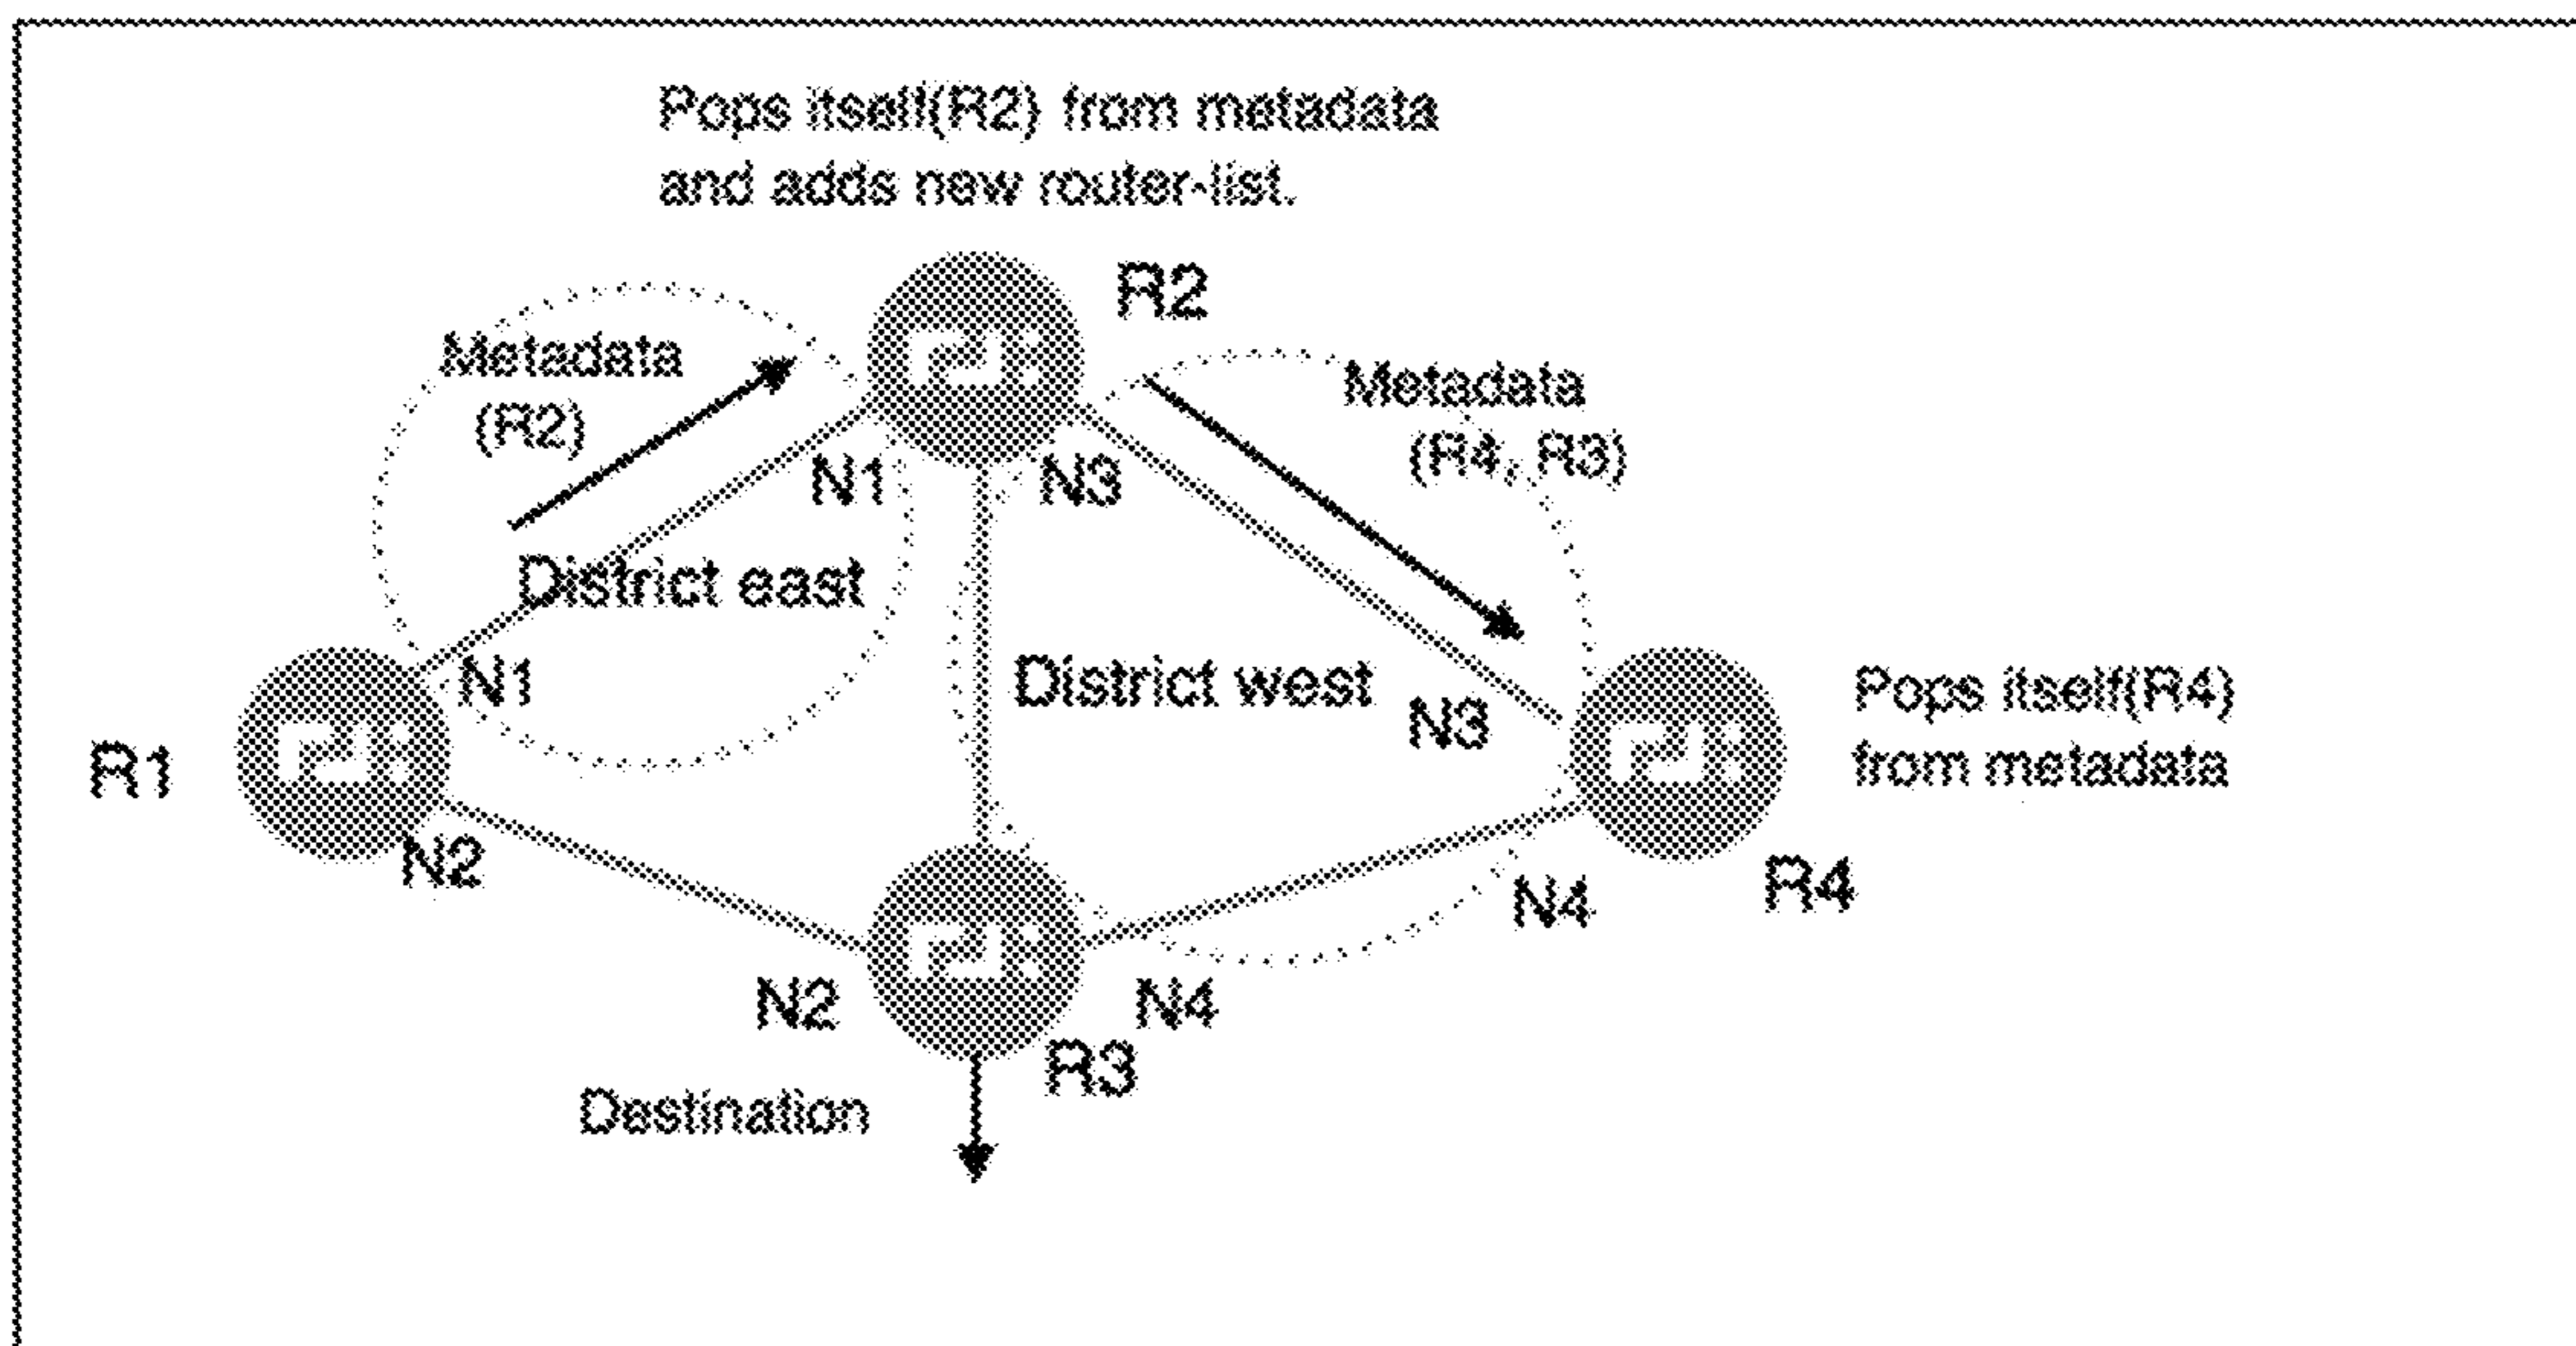 Pops itself(R2) from metadata
and adds new router-list.
R2
Metadata
(R2)
Metadata
(R4, R3)
N1
N3
District east
N1
District west
N3
Pops itself(R4)
from metadata
R1
N2
N4
R4
N2
N4
R3
Destination